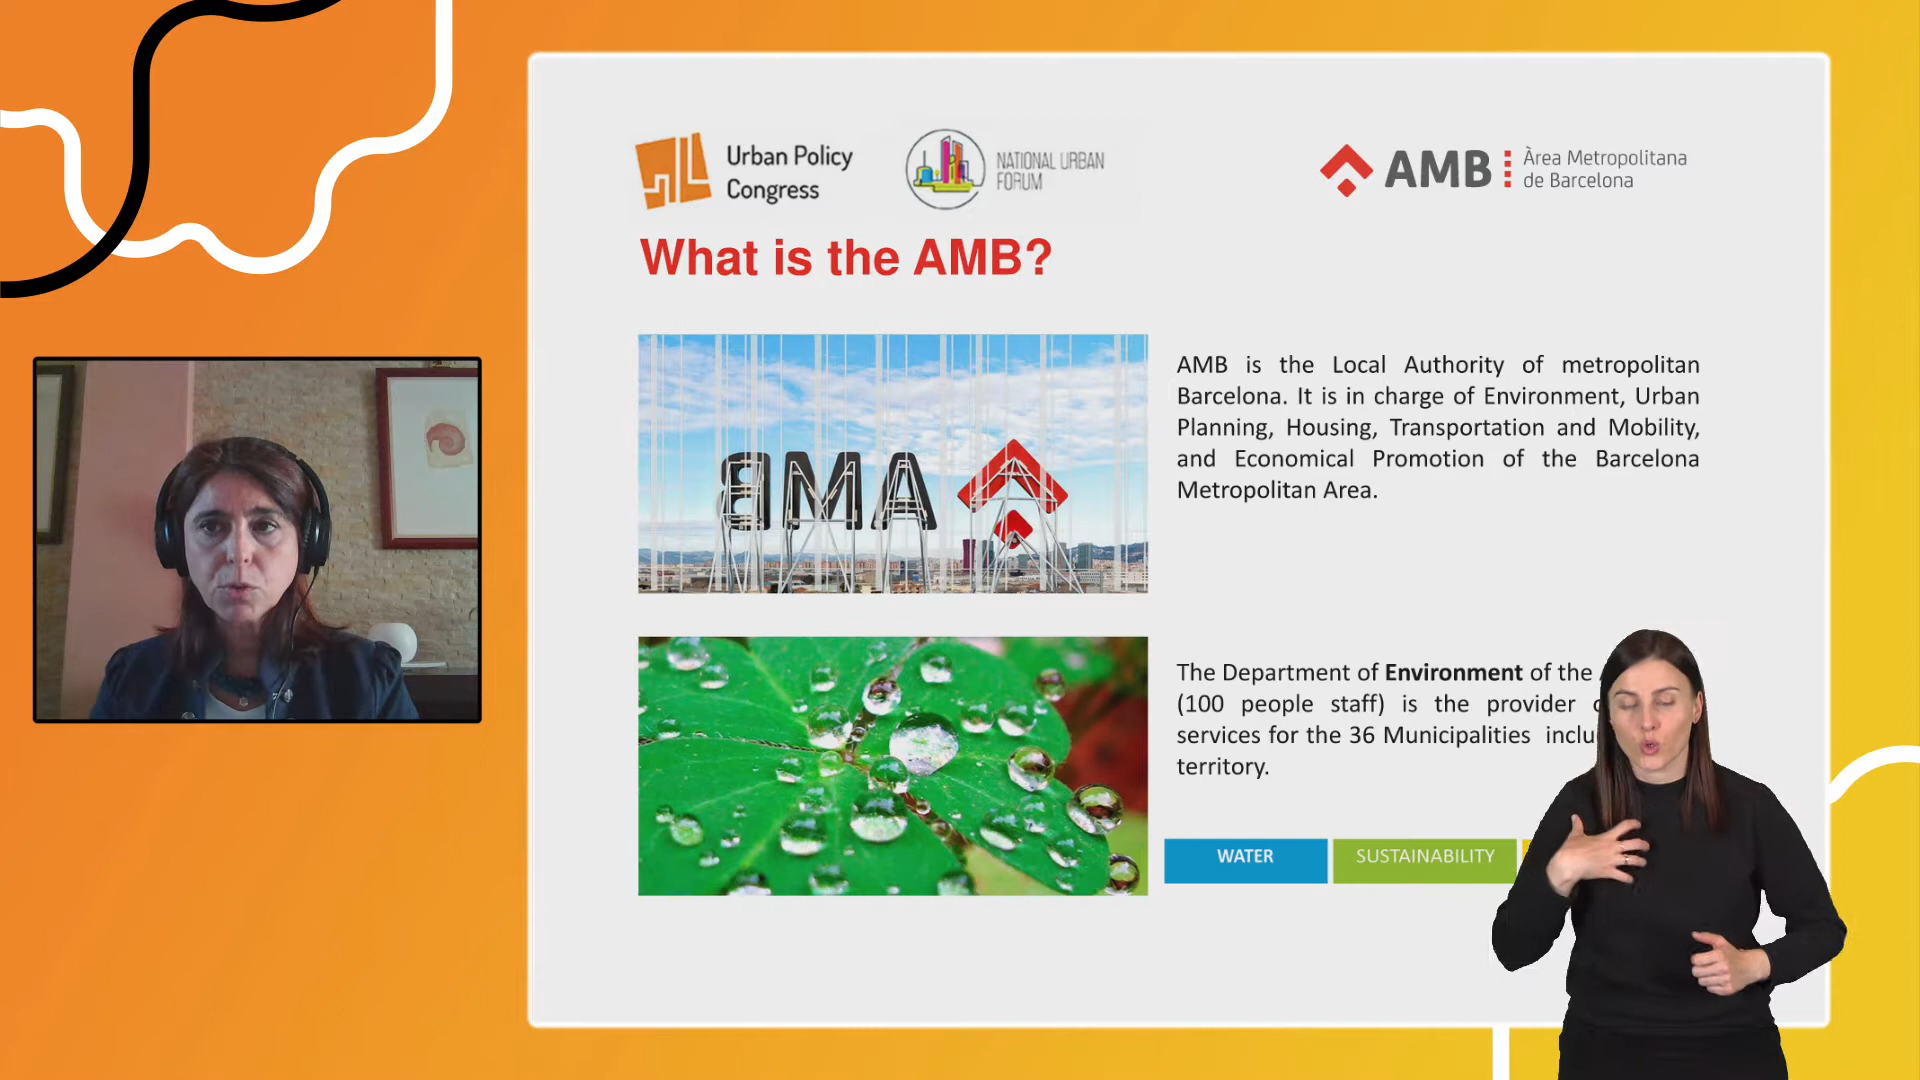 Urban Policy
Congress
NATIONAL URBAN
FORUM
AMB
Àrea Metropolitana
de Barcelona
What is the AMB?
AMB
AMB is the Local Authority of metropolitan
Barcelona. It is in charge of Environment, Urban
Planning, Housing, Transportation and Mobility,
and Economical Promotion of the Barcelona
Metropolitan Area.
The Department of Environment of the
(100 people staff) is the provider
services for the 36 Municipalities
territory.
WATER
SUSTAINABILITY